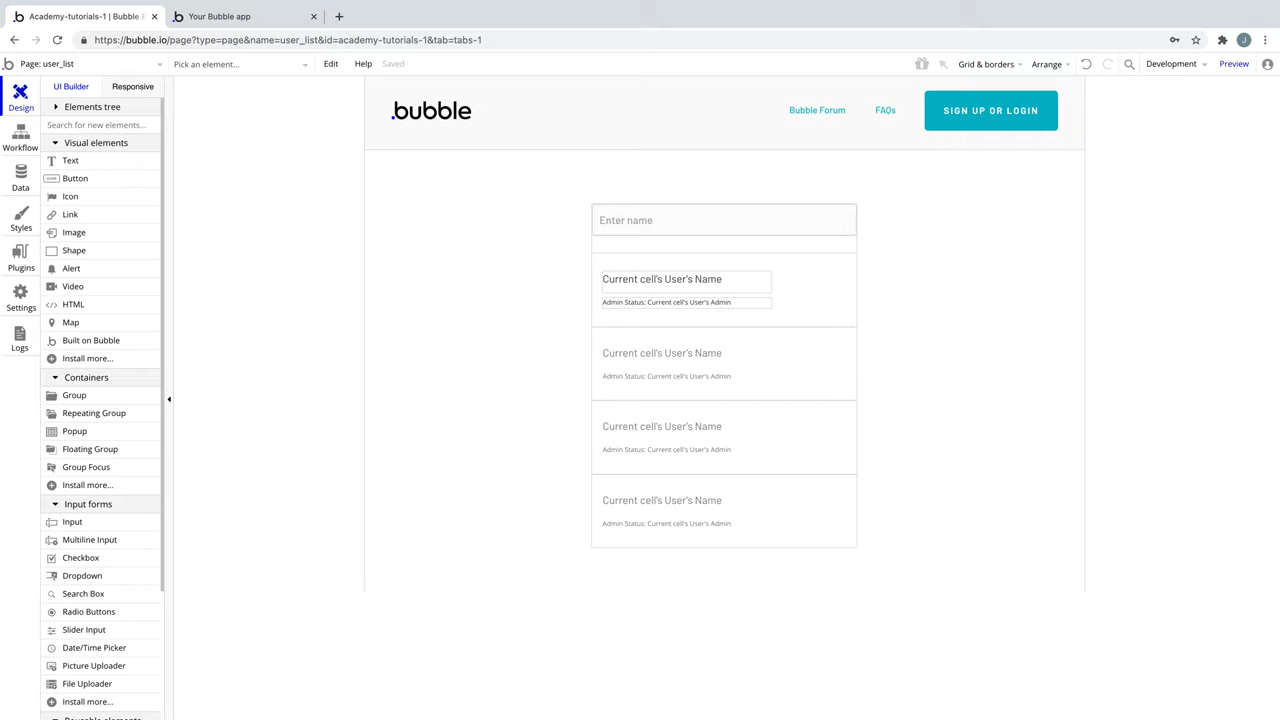 Academy-tutorials-1 | Bubble E
Your Bubble app
https://bubble.io/page?type=page&name=user_list&id=academy-tutorials-1&tab=tabs-1
J
Page: user_list
Pick an element...
Edit
Help
Saved
Grid & borders
Arrange
Development
Preview
UI Builder
Responsive
Design
Workflow
Data
Styles
Plugins
Settings
Logs
Elements tree
Search for new elements...
Visual elements
Text
Button
Icon
Link
Image
Shape
Alert
Video
HTML
Map
Built on Bubble
Install more...
Containers
Group
Repeating Group
Popup
Floating Group
Group Focus
Install more...
Input forms
Input
Multiline Input
Checkbox
Dropdown
Search Box
Radio Buttons
Slider Input
Date/Time Picker
Picture Uploader
File Uploader
Install more...
Reusable elements
.bubble
Bubble Forum
FAQs
SIGN UP OR LOGIN
Enter name
Current cell's User's Name
Admin Status: Current cell's User's Admin
Current cell's User's Name
Admin Status: Current cell's User's Admin
Current cell's User's Name
Admin Status: Current cell's User's Admin
Current cell's User's Name
Admin Status: Current cell's User's Admin